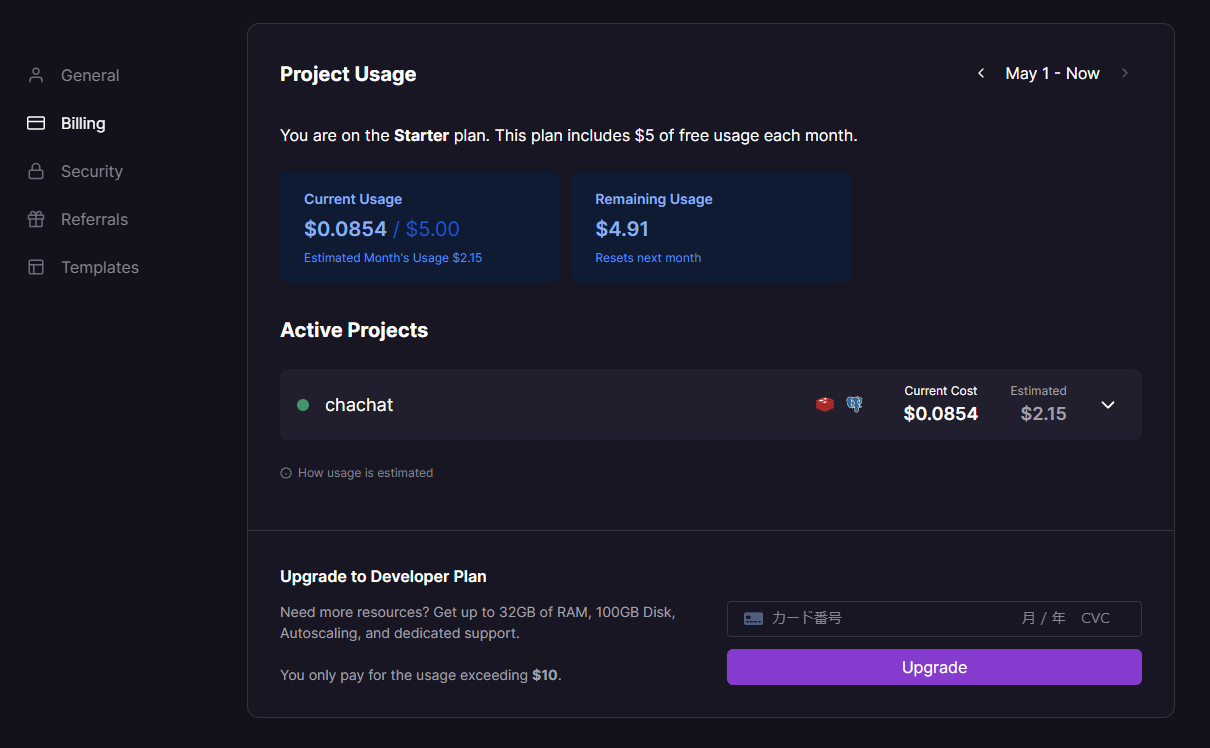 General
Billing
Security
Referrals
Templates
Project Usage
May 1 - Now
You are on the Starter plan. This plan includes $5 of free usage each month.
Current Usage
$0.0854 / $5.00
Estimated Month's Usage $2.15
Remaining Usage
$4.91
Resets next month
Active Projects
chachat
Current Cost
$0.0854
Estimated
$2.15
How usage is estimated
Upgrade to Developer Plan
Need more resources? Get up to 32GB of RAM, 100GB Disk,
Autoscaling, and dedicated support.
You only pay for the usage exceeding $10.
カード番号 月 / 年 CVC
Upgrade